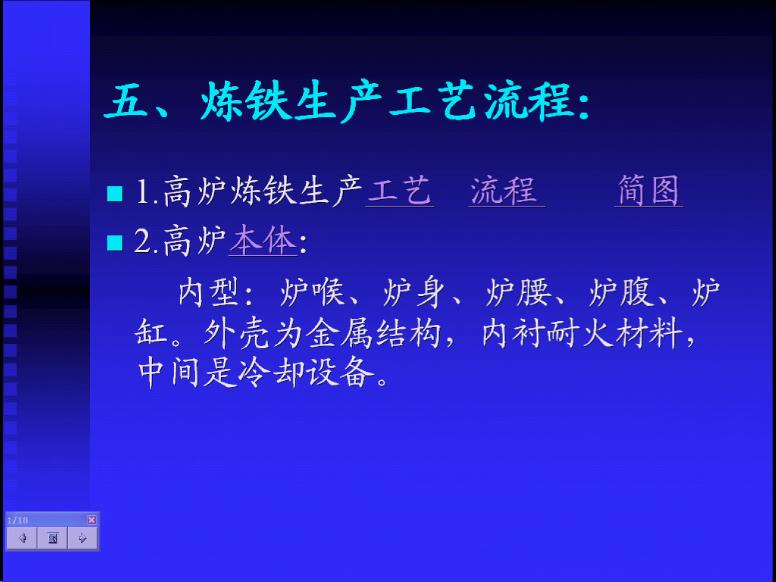 五、炼铁生产工艺流程：
1.高炉炼铁生产工艺 流程 简图
2.高炉本体：
内型：炉喉、炉身、炉腰、炉腹、炉
缸。外壳为金属结构，内衬耐火材料，
中间是冷却设备。
1/18